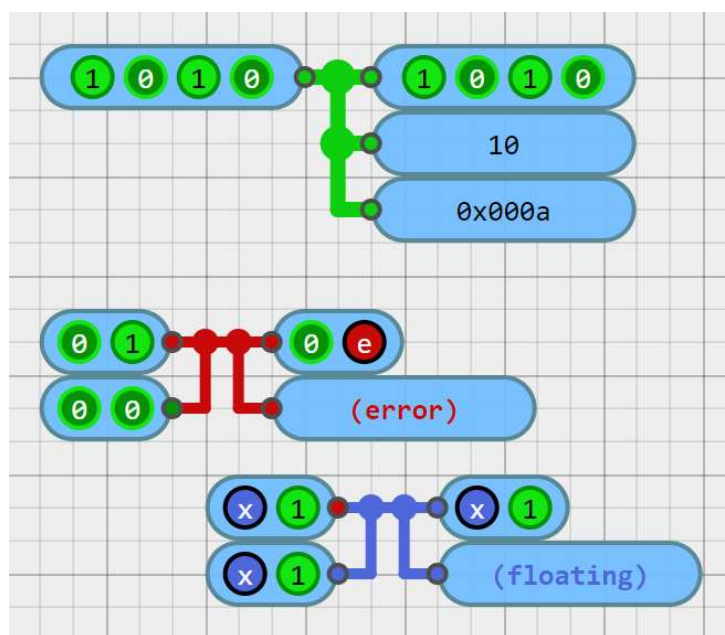 1 0 1 0 1 0 1 0
10
0x000a
0 1 0 e
0 0 (error)
x 1 x 1
x 1 (floating)